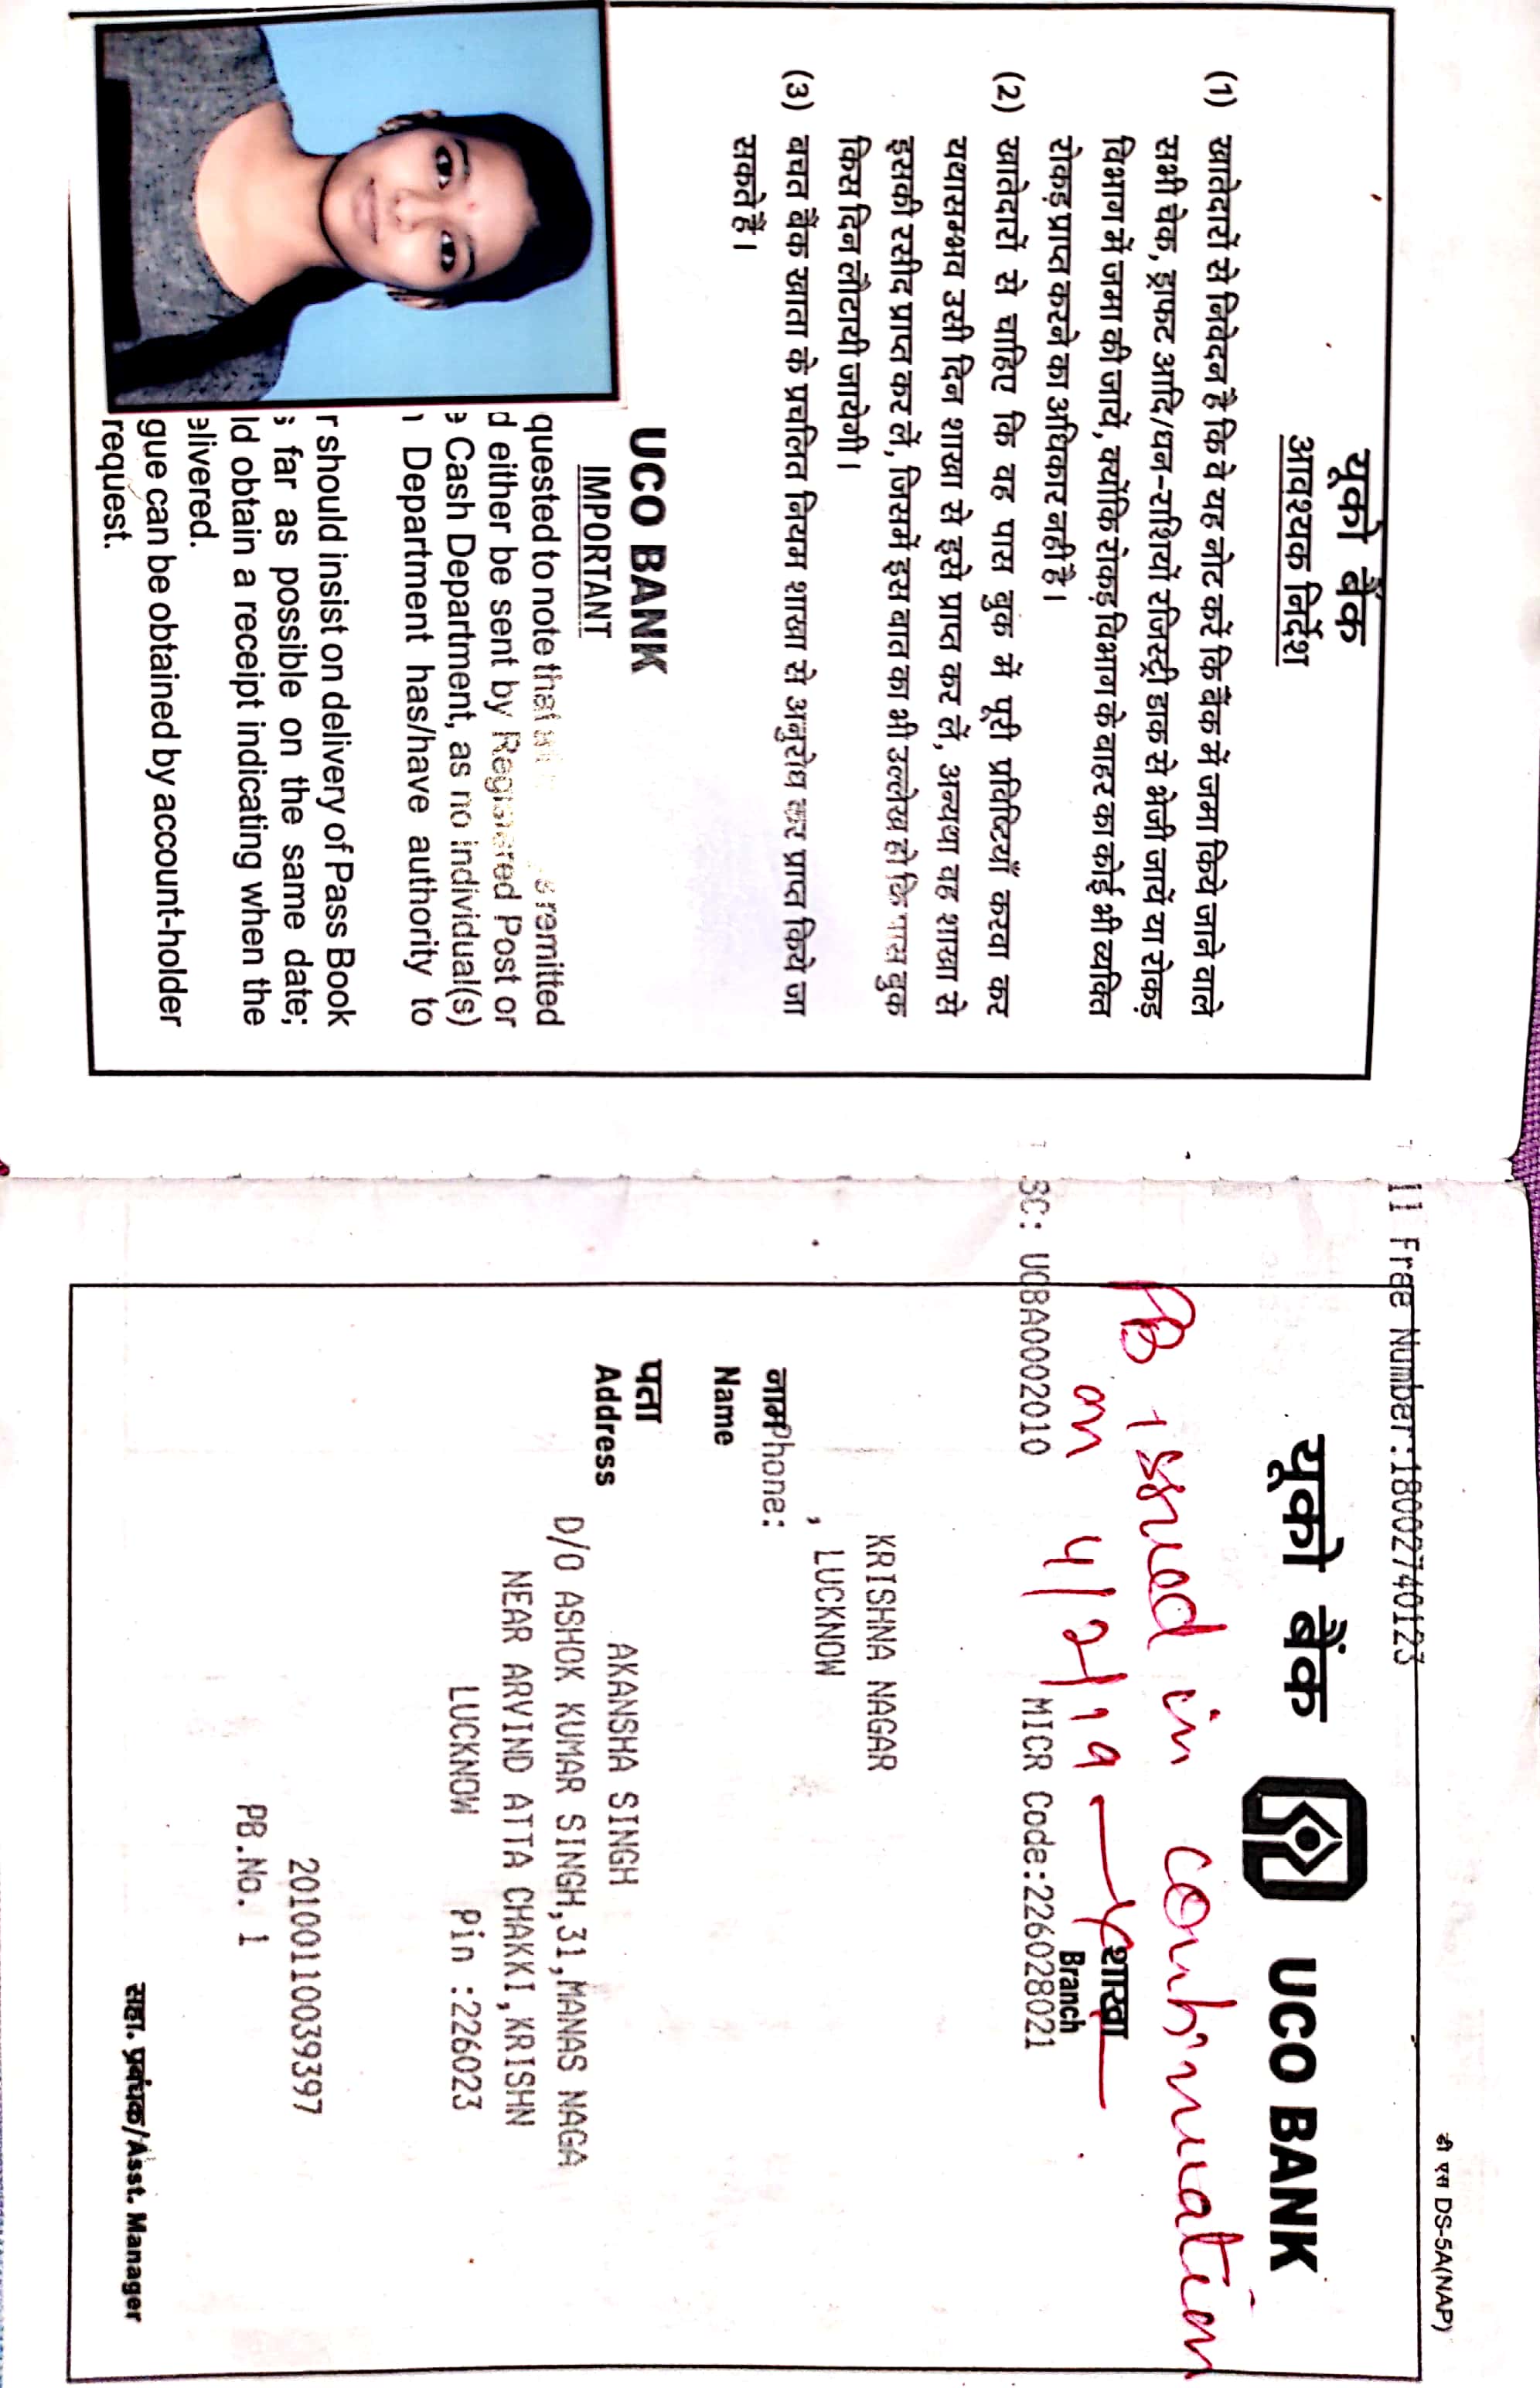 यूको बैंक
आवश्यक निर्देश
(1) खातेदारों से निवेदन है कि वे यह नोट करें कि बैंक में जमा किये जाने वाले
सभी चेक, ड्राफट आदि/धन-राशियों रजिस्ट्री डाक से भेजी जायें या रोकड़
विभाग में जमा की जायें, क्योंकि रोकड़ विभाग के बाहर का कोई भी व्यक्ति
रोकड़ प्राप्त करने का अधिकार नही है।
(2) खातेदारों से चाहिए कि वह पास बुक में पूरी प्रविष्टियाँ करवा कर
यथासम्भव उसी दिन शाखा से इसे प्राप्त कर लें, अन्यथा वह शाखा से
इसकी रसीद प्राप्त कर लें, जिसमें इस बात का भी उल्लेख हो कि पास बुक
किस दिन लौटायी जायेगी।
(3) बचत बैंक खाता के प्रचलित नियम शाखा से अनुरोध कर प्राप्त किये जा
सकते हैं।
UCO BANK
IMPORTANT
quested to note that remitted
d either be sent by Registered Post or
e Cash Department, as no individual(s)
Department has/have authority to
r should insist on delivery of Pass Book
s far as possible on the same date;
ld obtain a receipt indicating when the
elivered.
gue can be obtained by account-holder
request.
डी एस DS-5A(NAP)
ll Free Number:18002740123
यूको बैंक UCO BANK
PB issued in continuation
on 4/2/19
शाखा
Branch
SC: UCBA0002010 MICR Code:226028021
KRISHNA NAGAR
, LUCKNOW
नाम Phone:
Name
पता
Address
AKANSHA SINGH
D/O ASHOK KUMAR SINGH,31,MANAS NAGA
NEAR ARVIND ATTA CHAKKI,KRISHN
LUCKNOW Pin :226023
20100110039397
PB.No. 1
सहा. प्रबंधक/Asst. Manager